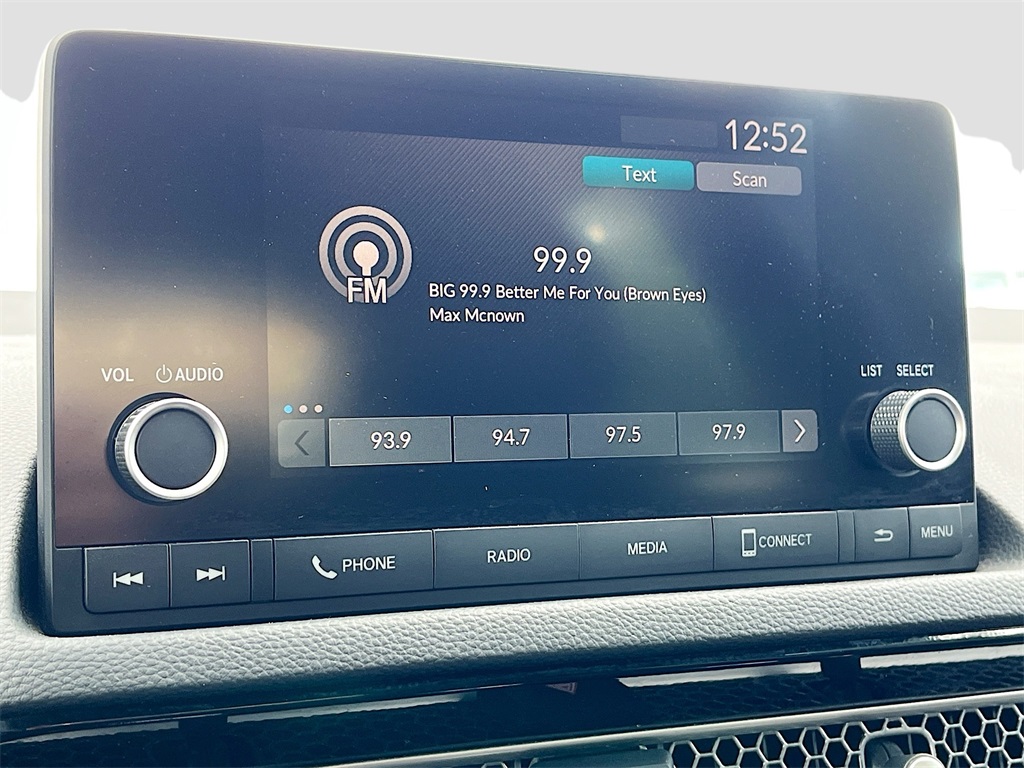 12:52
Text Scan
99.9
FM
BIG 99.9 Better Me For You (Brown Eyes)
Max Mcnown
VOL AUDIO
LIST SELECT
93.9 94.7 97.5 97.9
PHONE RADIO MEDIA CONNECT MENU